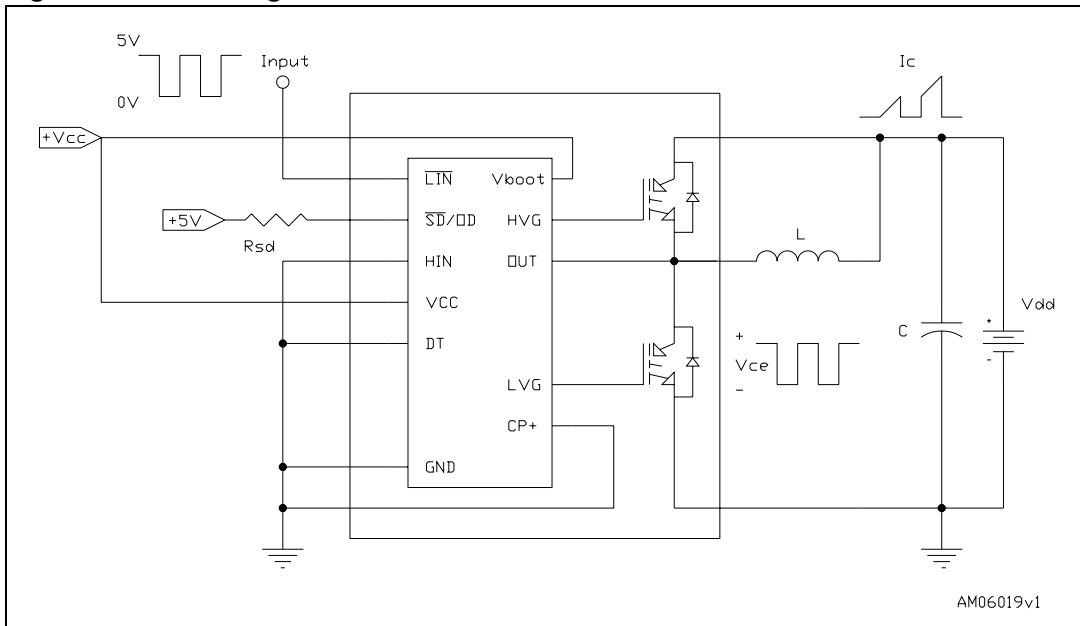 5V
0V
Input
Ic
+Vcc
LIN
Vboot
+5V
Rsd
SD/OD
HVG
HIN
OUT
L
VCC
Vdd
DT
+
Vce
-
C
+
-
LVG
CP+
GND
AM06019v1